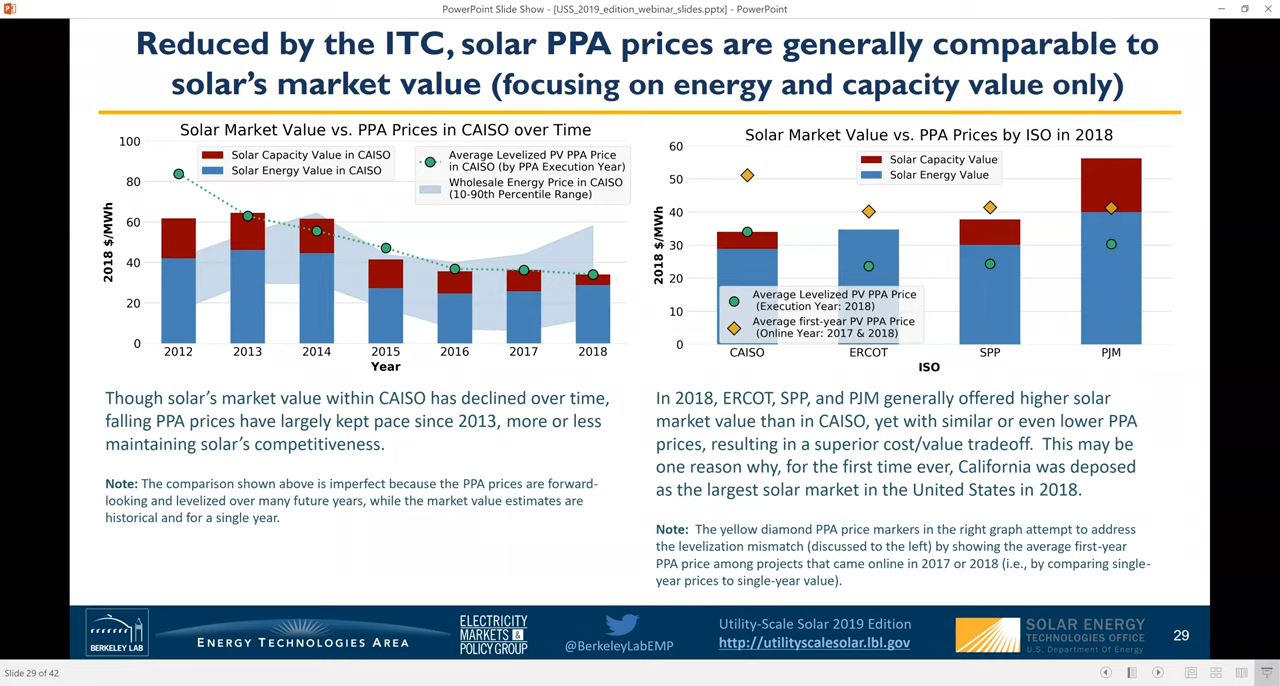 PowerPoint Slide Show - [USS_2019_edition_webinar_slides.pptx] - PowerPoint
Reduced by the ITC, solar PPA prices are generally comparable to
solar's market value (focusing on energy and capacity value only)
Solar Market Value vs. PPA Prices in CAISO over Time
100
80
60
40
20
0
2018 $/MWh
Solar Capacity Value in CAISO
Solar Energy Value in CAISO
Average Levelized PV PPA Price
in CAISO (by PPA Execution Year)
Wholesale Energy Price in CAISO
(10-90th Percentile Range)
2012 2013 2014 2015 2016 2017 2018
Year
Solar Market Value vs. PPA Prices by ISO in 2018
60
50
40
30
20
10
0
2018 $/MWh
Solar Capacity Value
Solar Energy Value
Average Levelized PV PPA Price
(Execution Year: 2018)
Average first-year PV PPA Price
(Online Year: 2017 & 2018)
CAISO ERCOT SPP PJM
ISO
Though solar's market value within CAISO has declined over time,
falling PPA prices have largely kept pace since 2013, more or less
maintaining solar's competitiveness.
Note: The comparison shown above is imperfect because the PPA prices are forward-
looking and levelized over many future years, while the market value estimates are
historical and for a single year.
In 2018, ERCOT, SPP, and PJM generally offered higher solar
market value than in CAISO, yet with similar or even lower PPA
prices, resulting in a superior cost/value tradeoff. This may be
one reason why, for the first time ever, California was deposed
as the largest solar market in the United States in 2018.
Note: The yellow diamond PPA price markers in the right graph attempt to address
the levelization mismatch (discussed to the left) by showing the average first-year
PPA price among projects that came online in 2017 or 2018 (i.e., by comparing single-
year prices to single-year value).
BERKELEY LAB
ENERGY TECHNOLOGIES AREA
ELECTRICITY
MARKETS &
POLICY GROUP
@BerkeleyLabEMP
Utility-Scale Solar 2019 Edition
http://utilityscalesolar.lbl.gov
SOLAR ENERGY
TECHNOLOGIES OFFICE
U.S. Department Of Energy
29
Slide 29 of 42